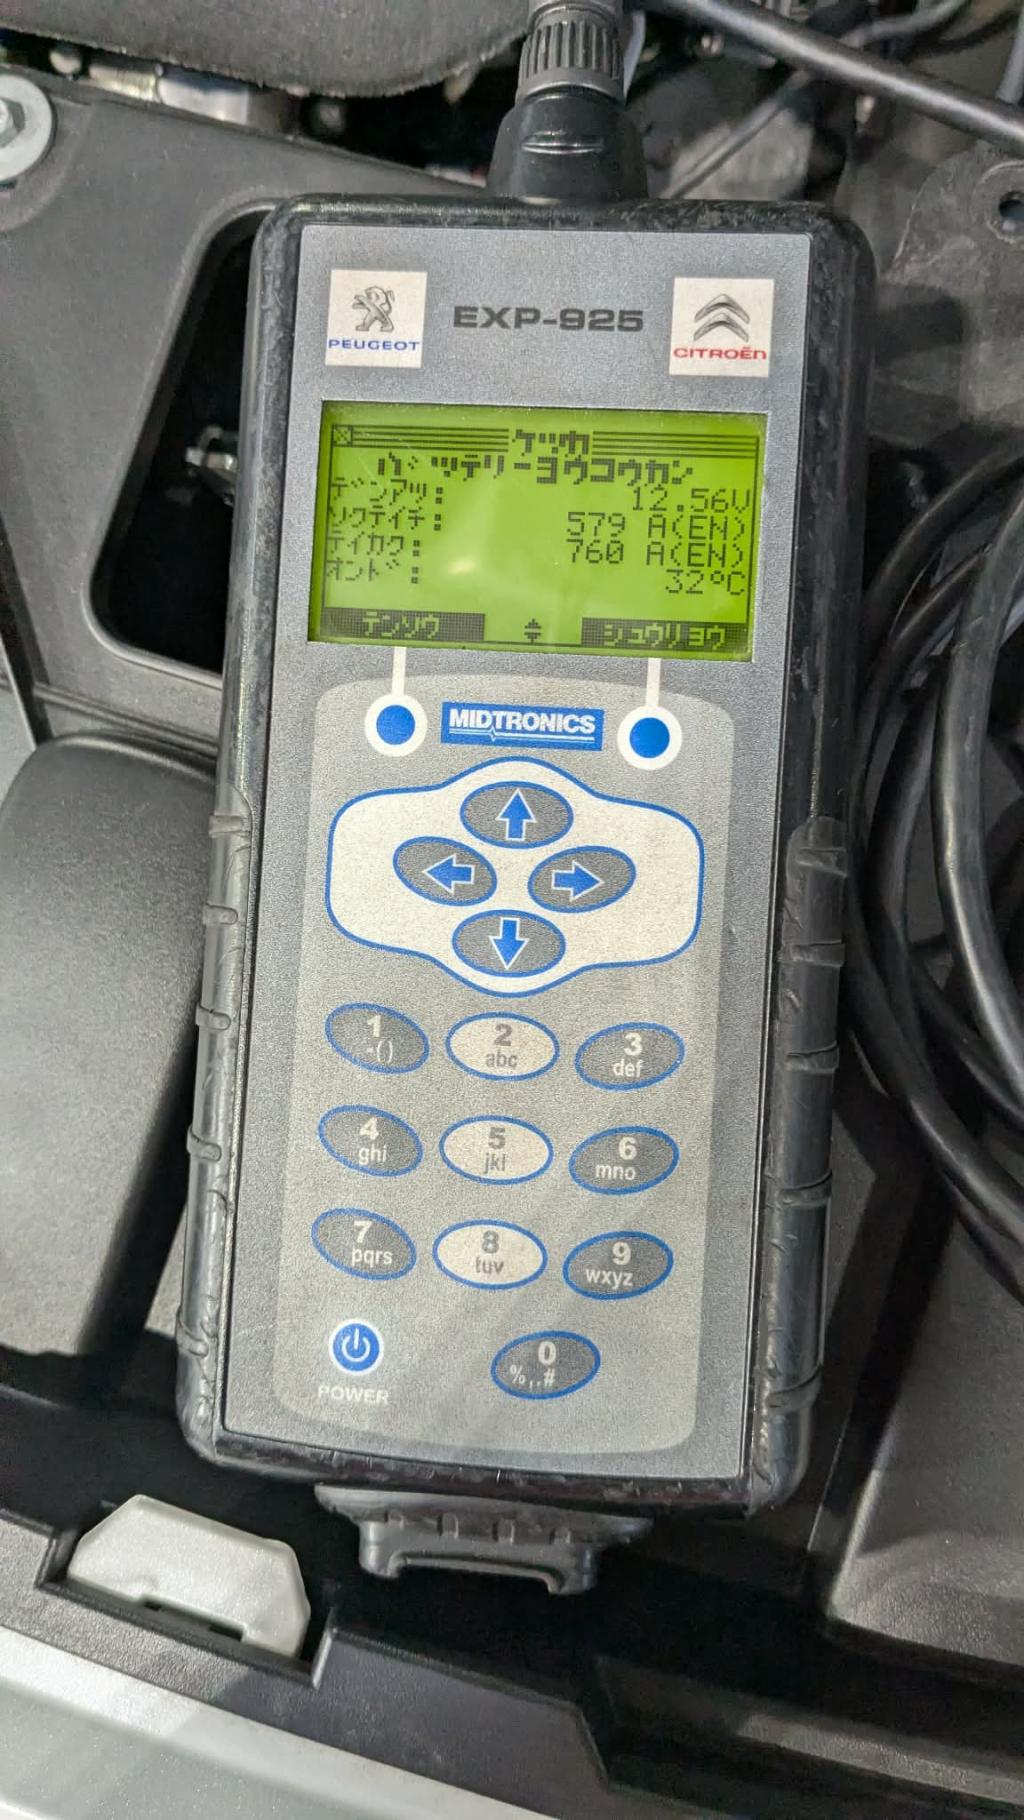 PEUGEOT
EXP-925
CITROËN
ケッカ
バッテリーヨウコウカン
デンアツ: 12.56V
ソクテイチ: 579 A(EN)
テイカク: 760 A(EN)
オンド: 32°C
テンソウ
シュウリョウ
MIDTRONICS
1
.-()
2
abc
3
def
4
ghi
5
jkl
6
mno
7
pqrs
8
tuv
9
wxyz
POWER
0
%,.#